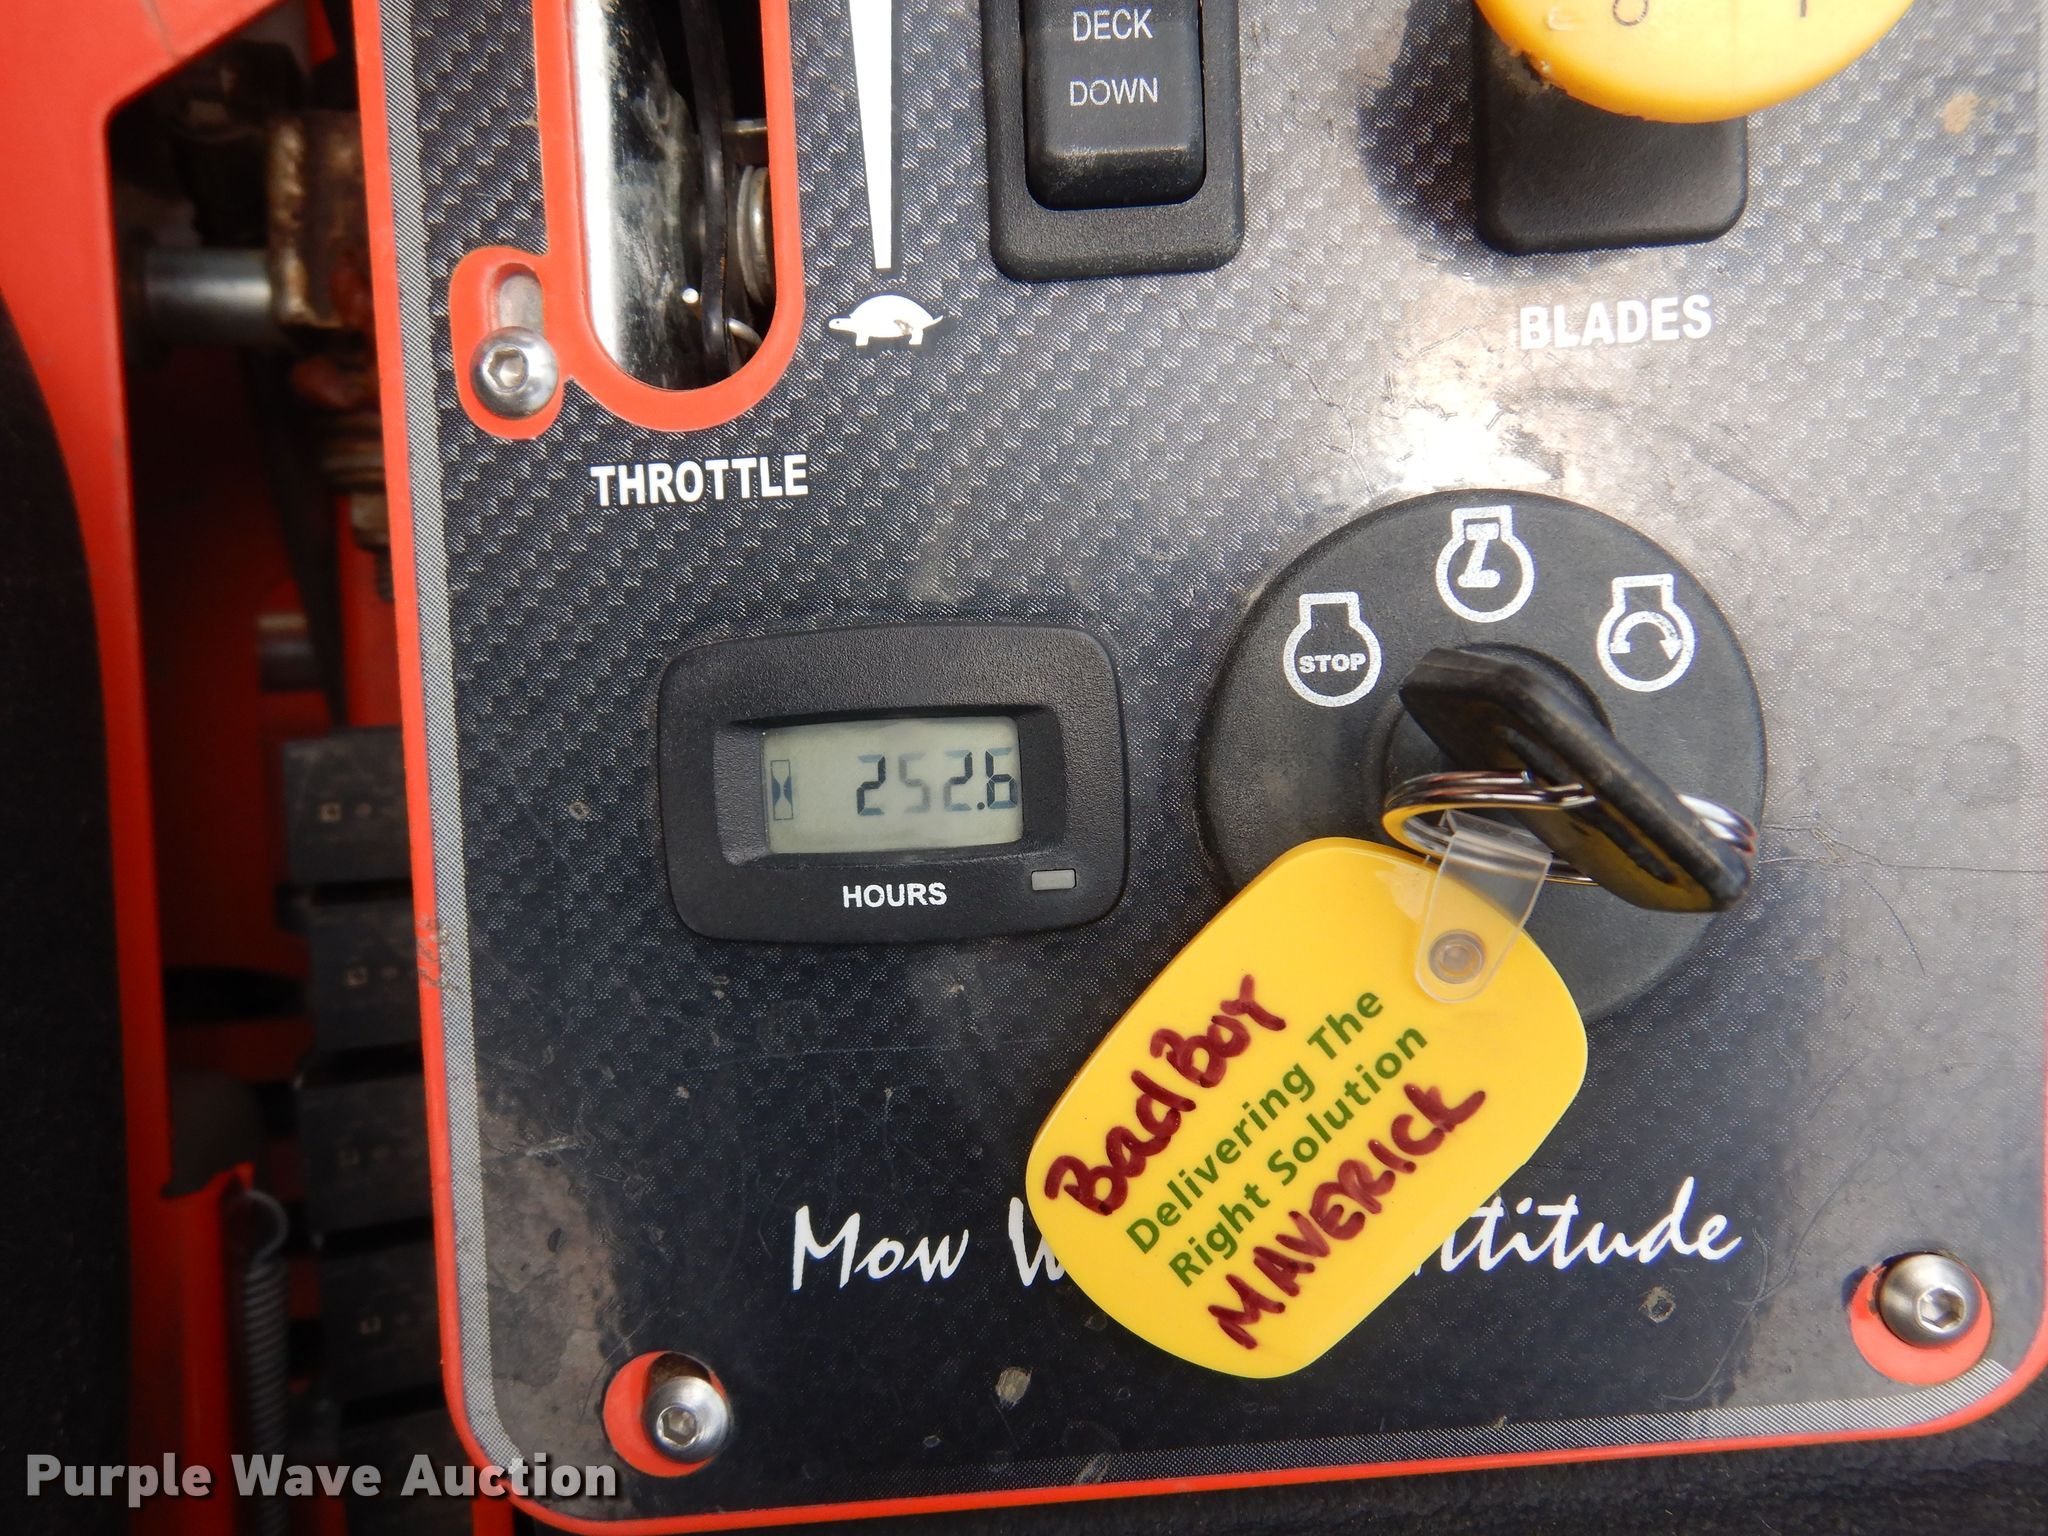 DECK
DOWN
BLADES
THROTTLE
STOP
252.6
HOURS
Bad Boy
Delivering The
Right Solution
MAVERICK
Mow
Purple Wave Auction